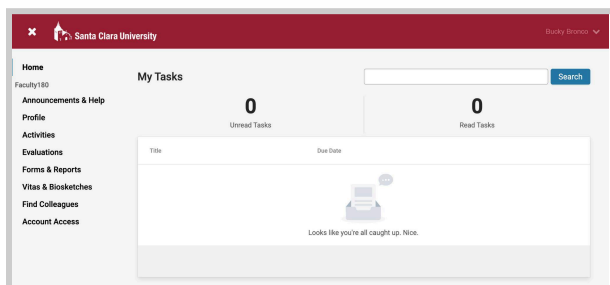 Santa Clara University
Bucky Bronco
Home
Faculty180
Announcements & Help
Profile
Activities
Evaluations
Forms & Reports
Vitas & Biosketches
Find Colleagues
Account Access
My Tasks
Search
0
Unread Tasks
0
Read Tasks
Title
Due Date
Looks like you're all caught up. Nice.